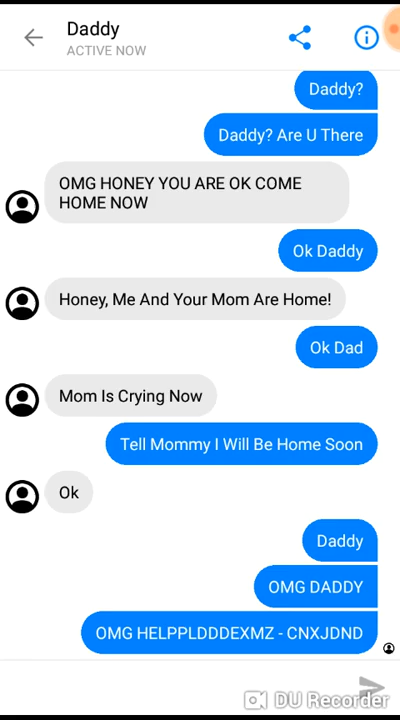 Daddy
ACTIVE NOW
Daddy?
Daddy? Are U There
OMG HONEY YOU ARE OK COME
HOME NOW
Ok Daddy
Honey, Me And Your Mom Are Home!
Ok Dad
Mom Is Crying Now
Tell Mommy I Will Be Home Soon
Ok
Daddy
OMG DADDY
OMG HELPPLDDDEXMZ - CNXJDND
DU Recorder